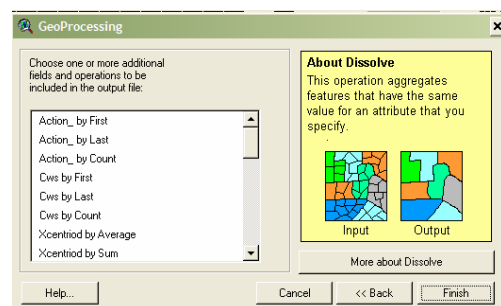 GeoProcessing
Choose one or more additional
fields and operations to be
included in the output file:
Action_ by First
Action_ by Last
Action_ by Count
Cws by First
Cws by Last
Cws by Count
Xcentriod by Average
Xcentriod by Sum
About Dissolve
This operation aggregates
features that have the same
value for an attribute that you
specify.
Input Output
More about Dissolve
Help... Cancel << Back Finish